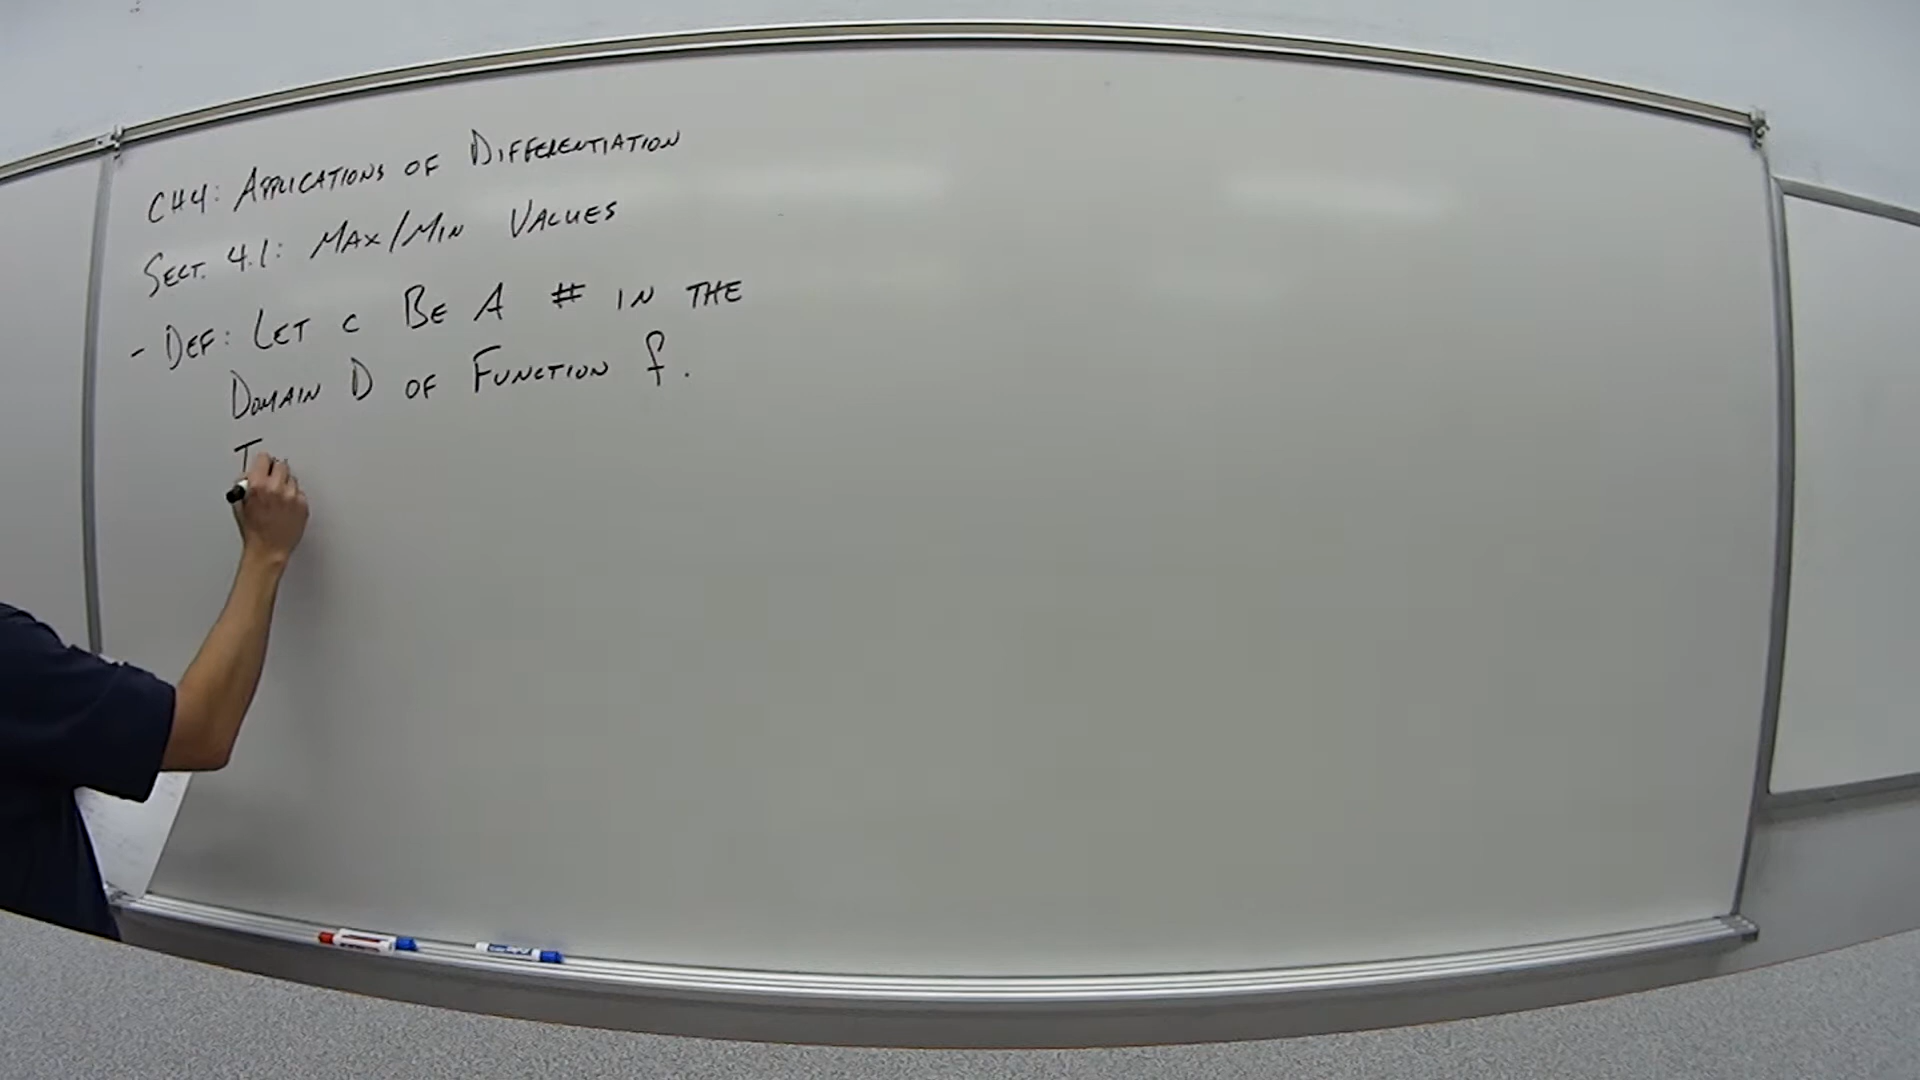 CH4: APPLICATIONS OF DIFFERENTIATION
SECT. 4.1: MAX/MIN VALUES
- DEF: LET c BE A # IN THE
DOMAIN D OF FUNCTION f.
T